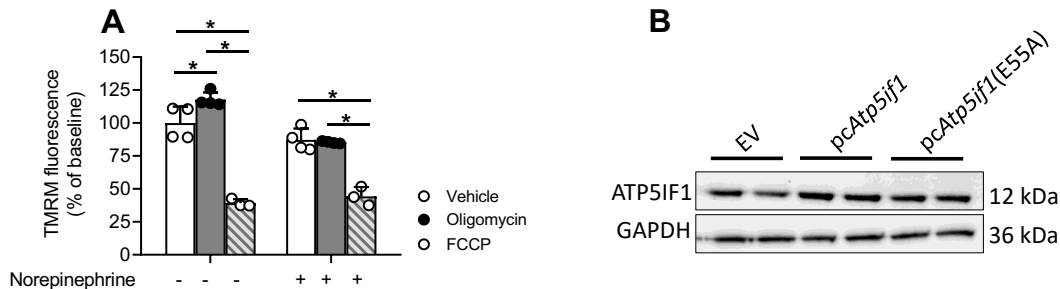 A
*
*
*
*
*
TMRM fluorescence
(% of baseline)
150
125
100
75
50
25
0
Vehicle
Oligomycin
FCCP
Norepinephrine - - - + + +
B
EV
pcAtp5if1
pcAtp5if1(E55A)
ATP5IF1 12 kDa
GAPDH 36 kDa